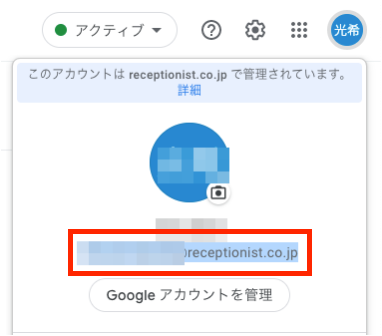 アクティブ
光希
このアカウントは receptionist.co.jp で管理されています。
詳細
@receptionist.co.jp
Google アカウントを管理